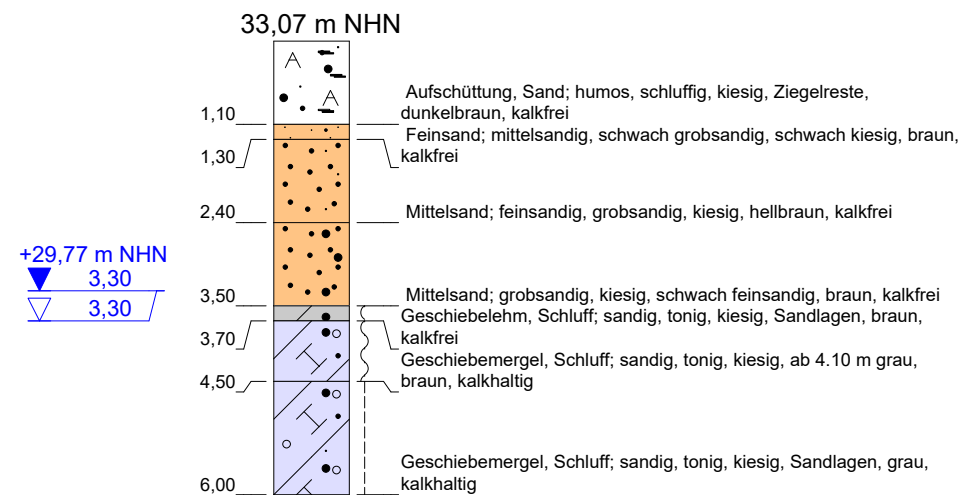 33,07 m NHN
A
A
Aufschüttung, Sand; humos, schluffig, kiesig, Ziegelreste,
dunkelbraun, kalkfrei
1,10
Feinsand; mittelsandig, schwach grobsandig, schwach kiesig, braun,
kalkfrei
1,30
Mittelsand; feinsandig, grobsandig, kiesig, hellbraun, kalkfrei
2,40
+29,77 m NHN
3,30
3,30
Mittelsand; grobsandig, kiesig, schwach feinsandig, braun, kalkfrei
3,50
Geschiebelehm, Schluff; sandig, tonig, kiesig, Sandlagen, braun,
kalkfrei
3,70
Geschiebemergel, Schluff; sandig, tonig, kiesig, ab 4.10 m grau,
braun, kalkhaltig
4,50
Geschiebemergel, Schluff; sandig, tonig, kiesig, Sandlagen, grau,
kalkhaltig
6,00